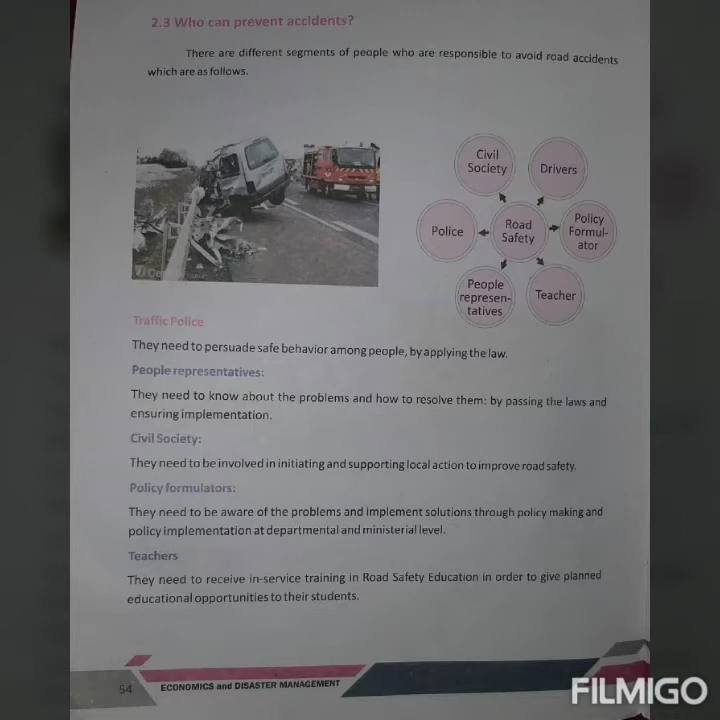 2.3 Who can prevent accidents?
There are different segments of people who are responsible to avoid road accidents
which are as follows.
Civil
Society
Drivers
Police
Road
Safety
Policy
Formul-
ator
People
represen-
tatives
Teacher
Traffic Police
They need to persuade safe behavior among people, by applying the law.
People representatives:
They need to know about the problems and how to resolve them: by passing the laws and
ensuring implementation.
Civil Society:
They need to be involved in initiating and supporting local action to improve road safety.
Policy formulators:
They need to be aware of the problems and implement solutions through policy making and
policy implementation at departmental and ministerial level.
Teachers
They need to receive in-service training in Road Safety Education in order to give planned
educational opportunities to their students.
54
ECONOMICS and DISASTER MANAGEMENT
FILMIGO